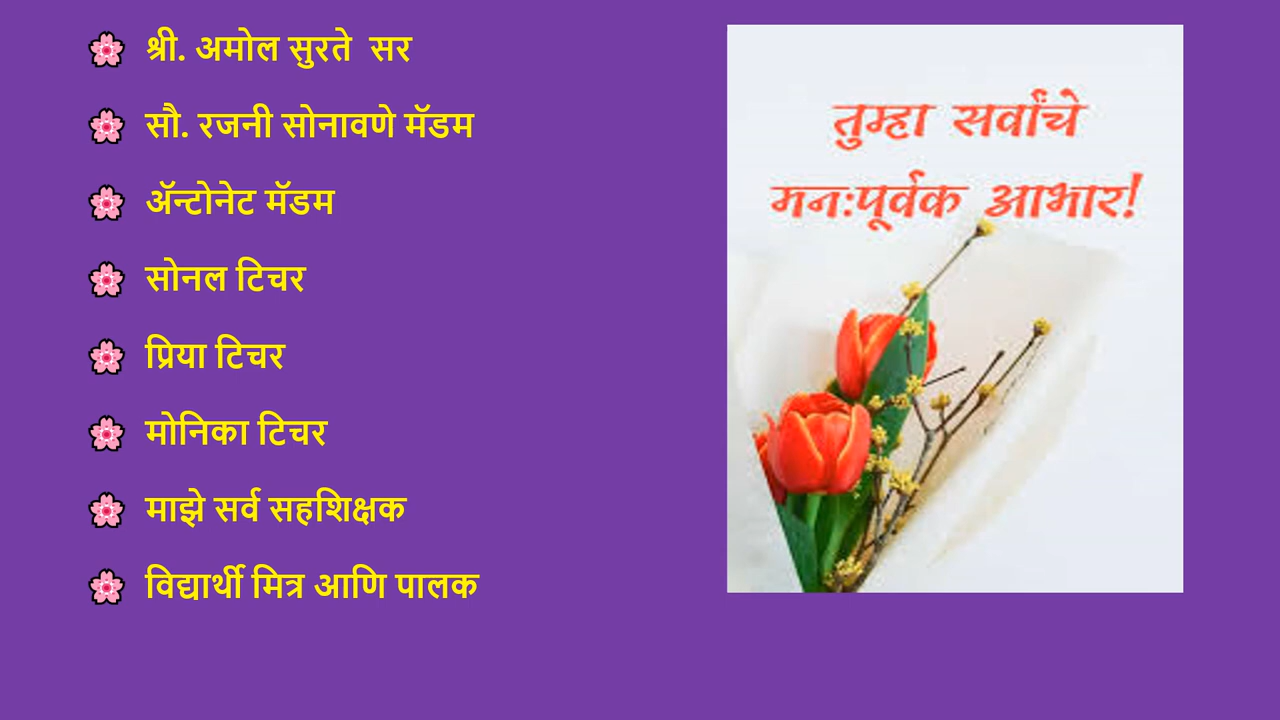 श्री. अमोल सुरते सर
सौ. रजनी सोनावणे मॅडम
ॲन्टोनेट मॅडम
सोनल टिचर
प्रिया टिचर
मोनिका टिचर
माझे सर्व सहशिक्षक
विद्यार्थी मित्र आणि पालक
तुम्हा सर्वांचे
मनःपूर्वक आभार!